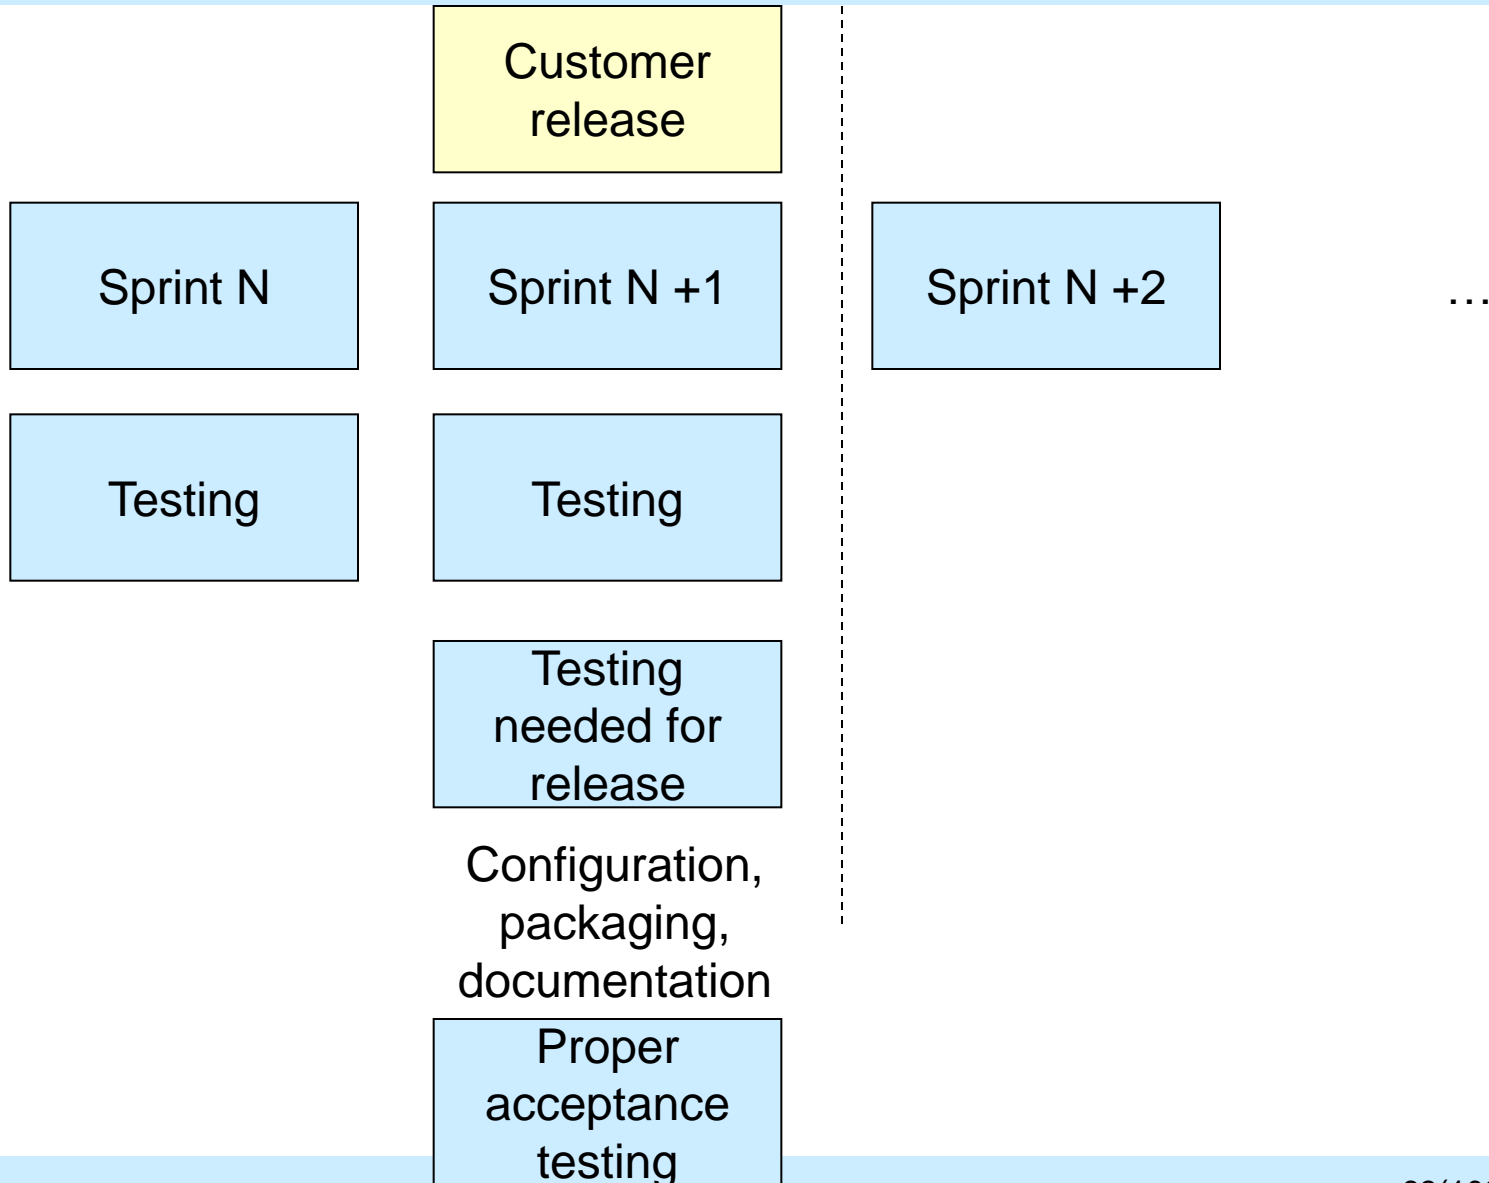 Customer
release
Sprint N
Sprint N +1
Sprint N +2
…
Testing
Testing
Testing
needed for
release
Configuration,
packaging,
documentation
Proper
acceptance
testing